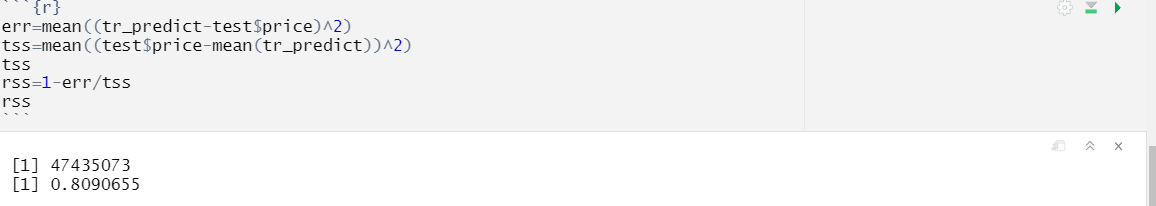 ```{r}
err=mean((tr_predict-test$price)^2)
tss=mean((test$price-mean(tr_predict))^2)
tss
rss=1-err/tss
rss
```
[1] 47435073
[1] 0.8090655